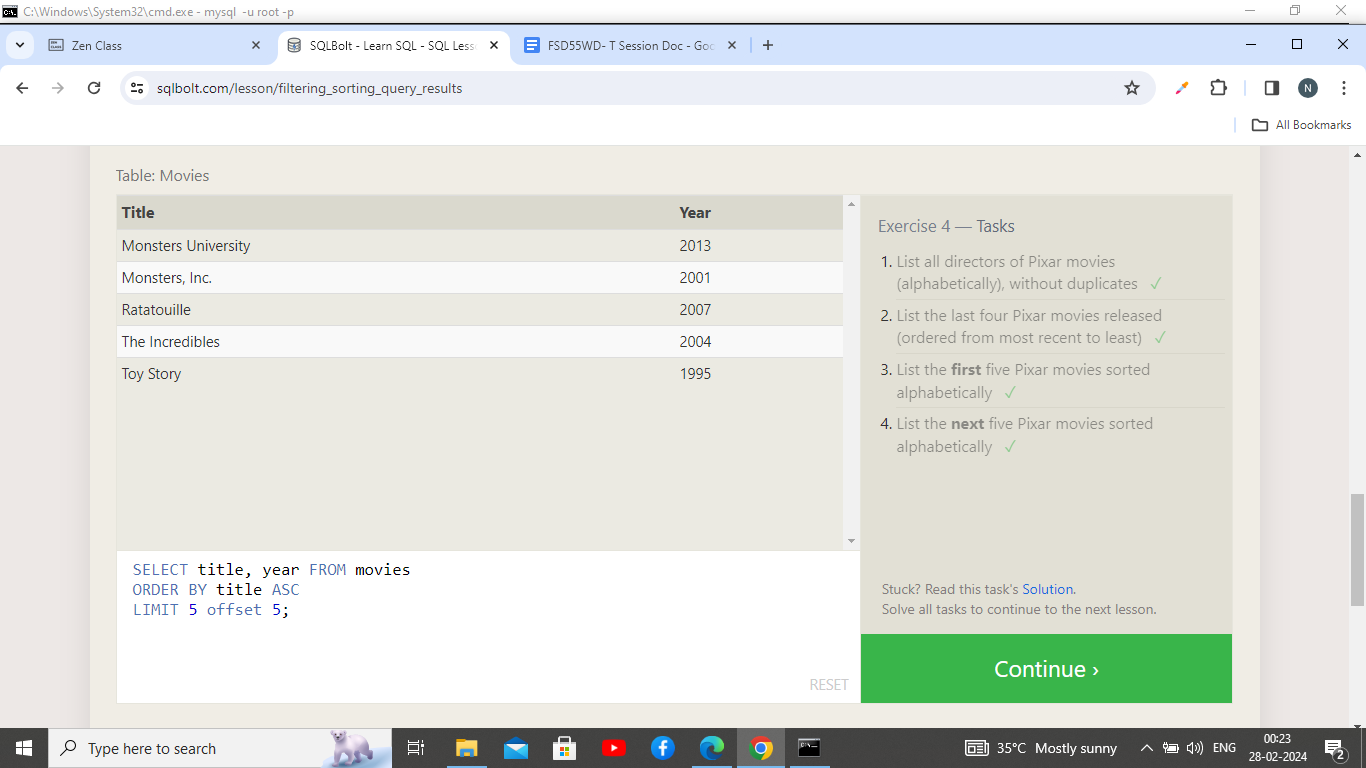 C:\Windows\System32\cmd.exe - mysql -u root -p
Zen Class
SQLBolt - Learn SQL - SQL Less
FSD55WD- T Session Doc - Goo
sqlbolt.com/lesson/filtering_sorting_query_results
N
All Bookmarks
Table: Movies
Title Year
Monsters University 2013
Monsters, Inc. 2001
Ratatouille 2007
The Incredibles 2004
Toy Story 1995
Exercise 4 — Tasks
1. List all directors of Pixar movies
(alphabetically), without duplicates ✓
2. List the last four Pixar movies released
(ordered from most recent to least) ✓
3. List the first five Pixar movies sorted
alphabetically ✓
4. List the next five Pixar movies sorted
alphabetically ✓
SELECT title, year FROM movies
ORDER BY title ASC
LIMIT 5 offset 5;
RESET
Stuck? Read this task's Solution.
Solve all tasks to continue to the next lesson.
Continue ›
Type here to search
35°C Mostly sunny
ENG
00:23
28-02-2024
2